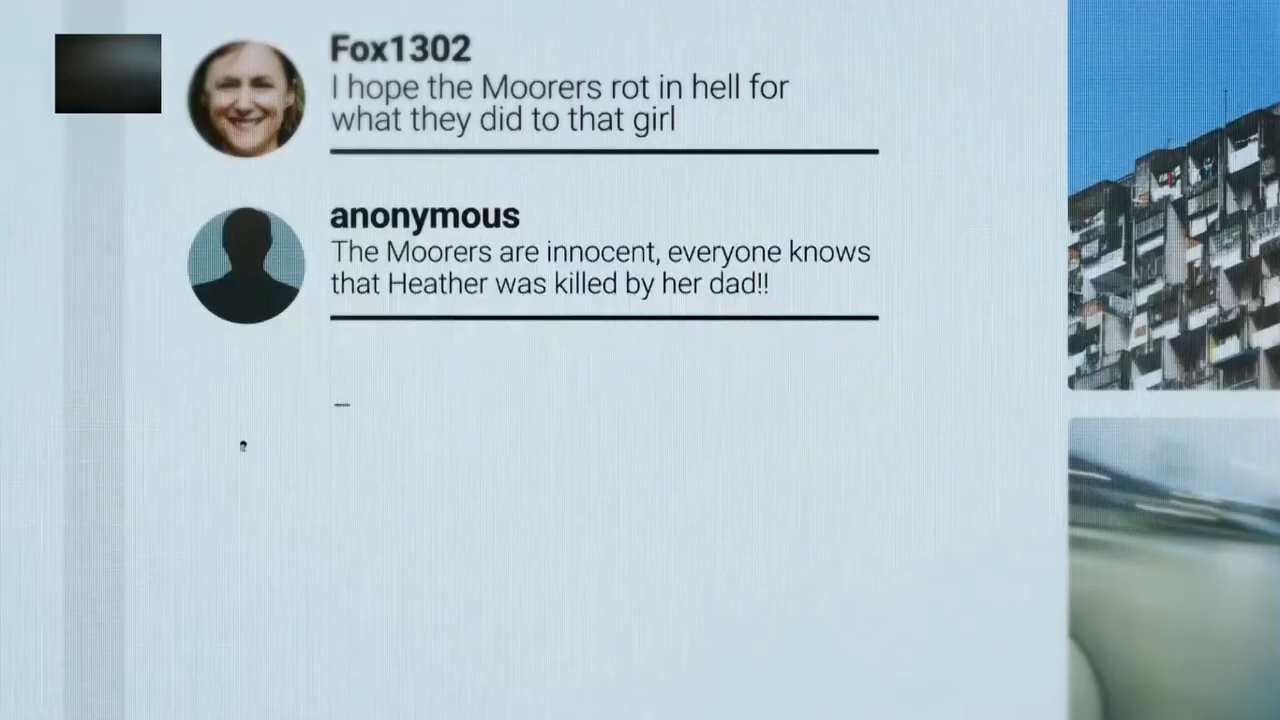 Fox1302
I hope the Moorers rot in hell for
what they did to that girl
anonymous
The Moorers are innocent, everyone knows
that Heather was killed by her dad!!